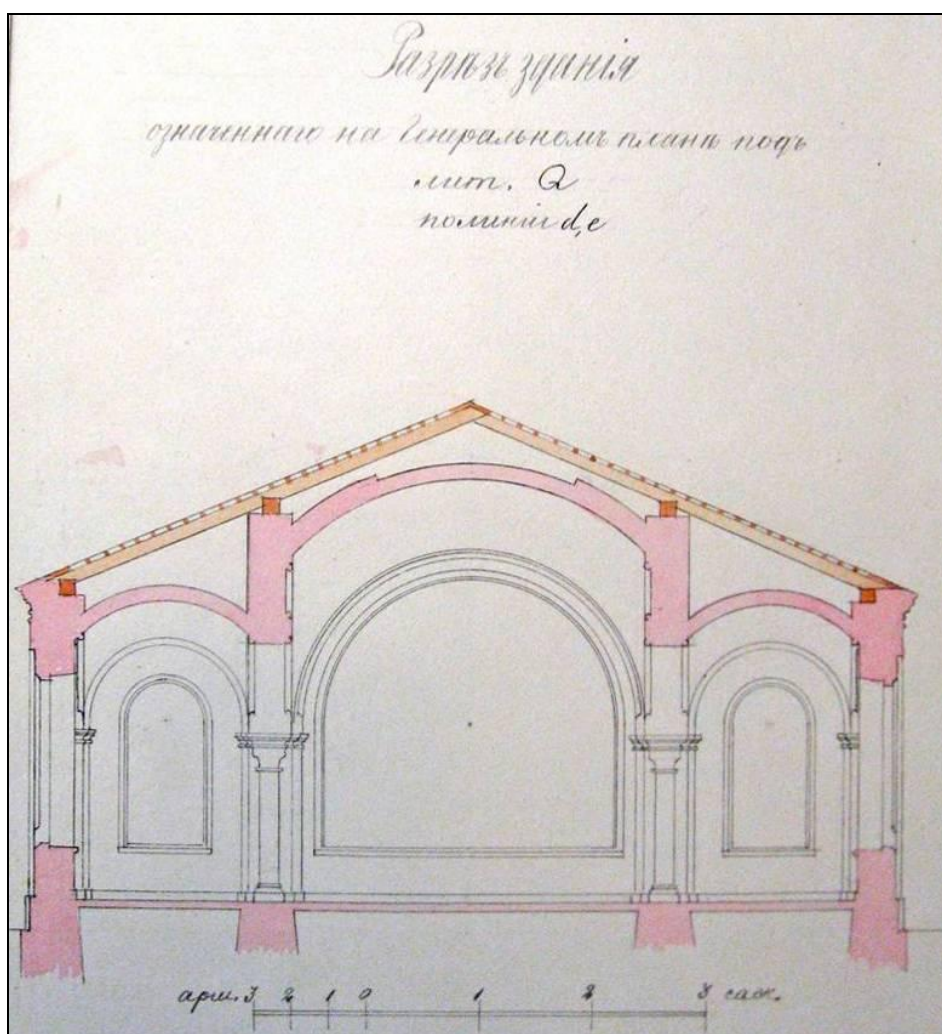 Разрѣзъ зданія
означеннаго на Генеральномъ планѣ подъ
лит. Q
по линіи d, e
арш. 3 2 1 0 1 2 3 саж.